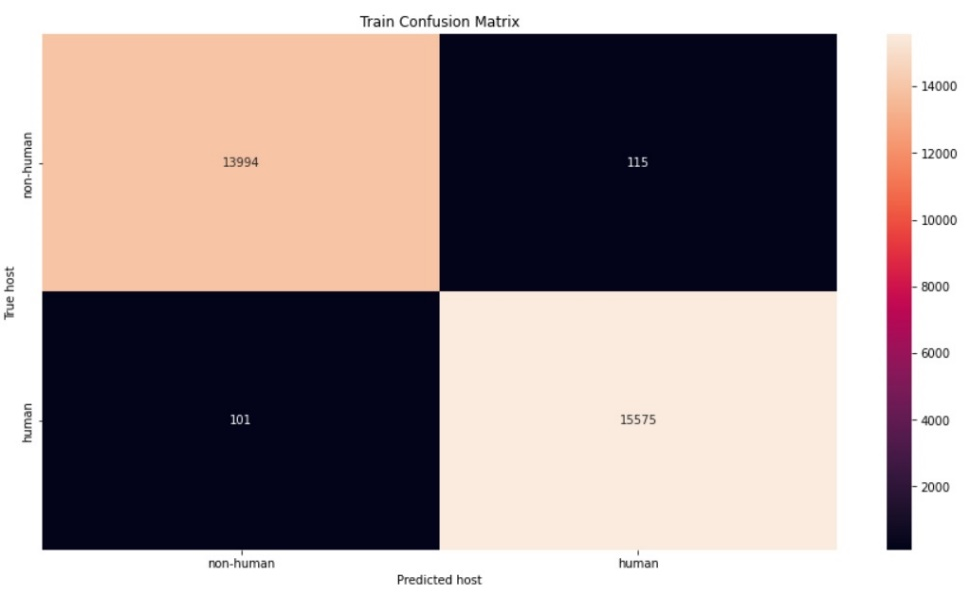 Train Confusion Matrix
True host
non-human
13994
115
human
101
15575
non-human
human
Predicted host
14000
12000
10000
8000
6000
4000
2000